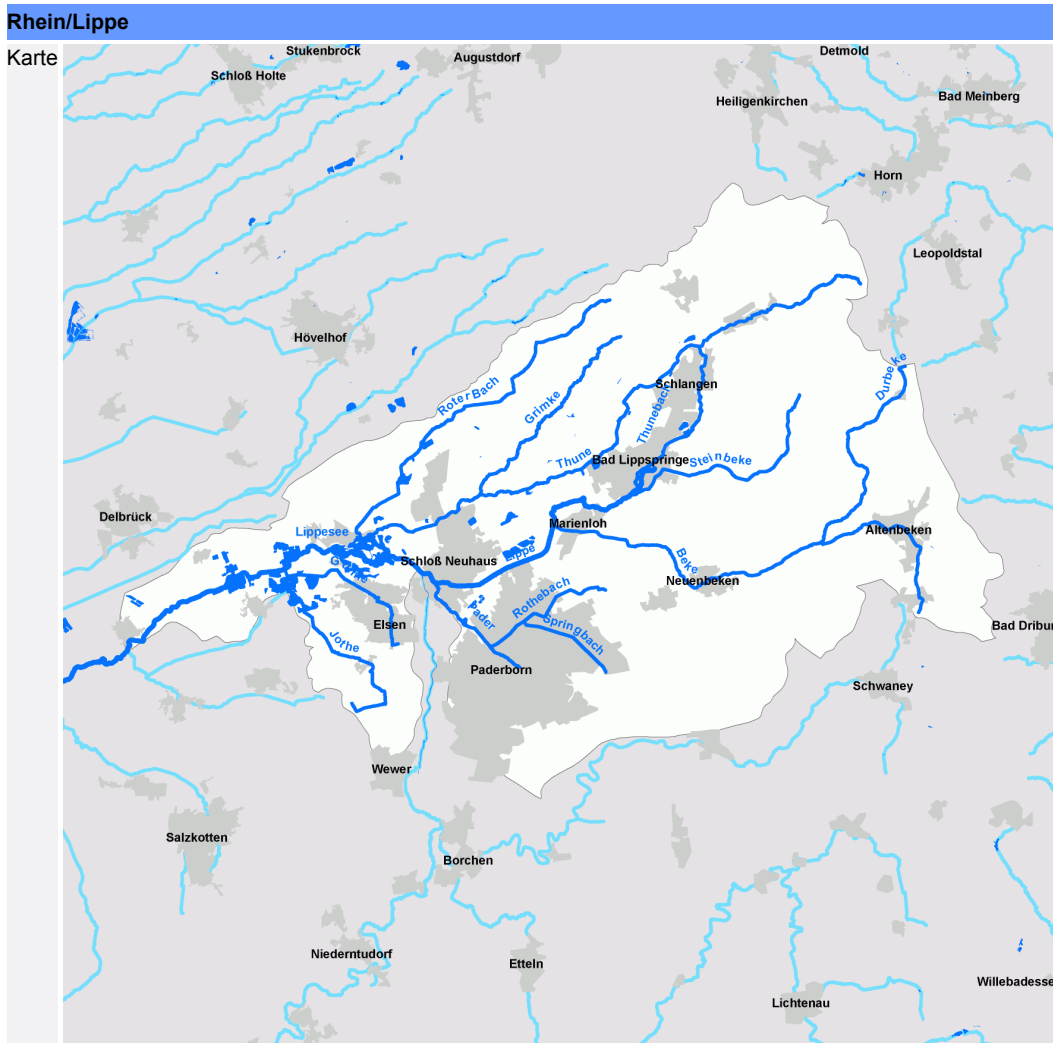 Rhein/Lippe
Karte
Stukenbrock
Detmold
Augustdorf
Schloß Holte
Heiligenkirchen
Bad Meinberg
Horn
Leopoldstal
Hövelhof
Durbeke
Schlangen
Roter Bach
Grimke
Thunebach
Thune
Bad Lippspringe
Steinbeke
Delbrück
Marienloh
Altenbeken
Lippesee
Schloß Neuhaus
Lippe
Gunne
Beke
Neuenbeken
Rothebach
Pader
Springbach
Elsen
Bad Dribur
Jothe
Paderborn
Schwaney
Wewer
Salzkotten
Borchen
Niederntudorf
Etteln
Willebadesse
Lichtenau